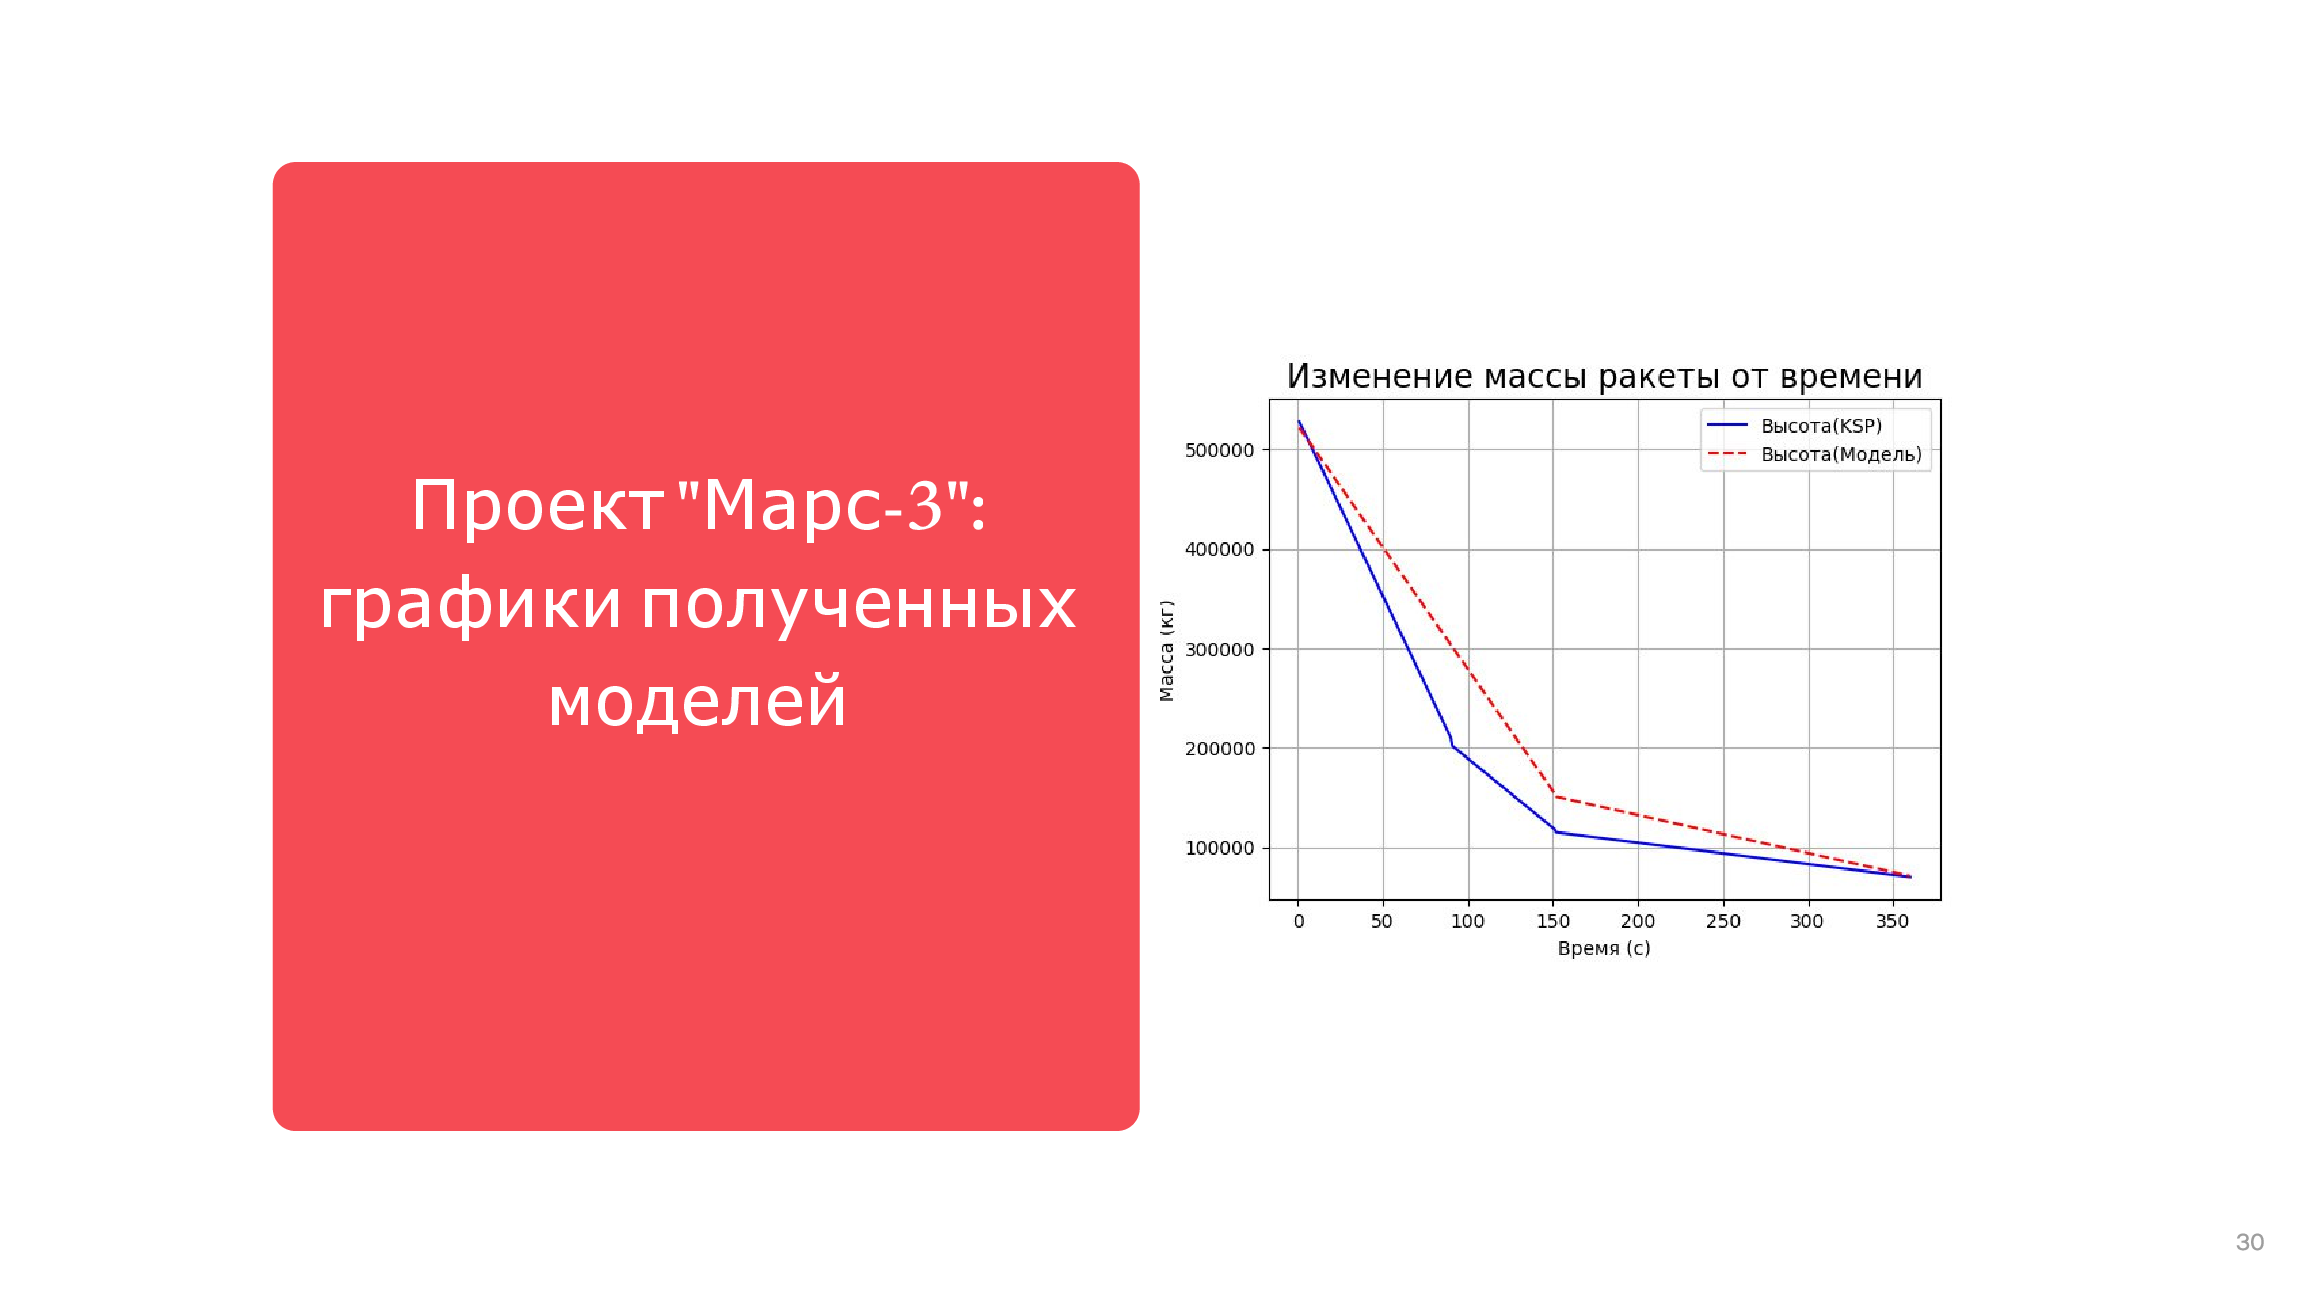 Проект "Марс-3":
графики полученных
моделей
Изменение массы ракеты от времени
Высота(KSP)
Высота(Модель)
Масса (кг)
500000
400000
300000
200000
100000
0 50 100 150 200 250 300 350
Время (с)
30